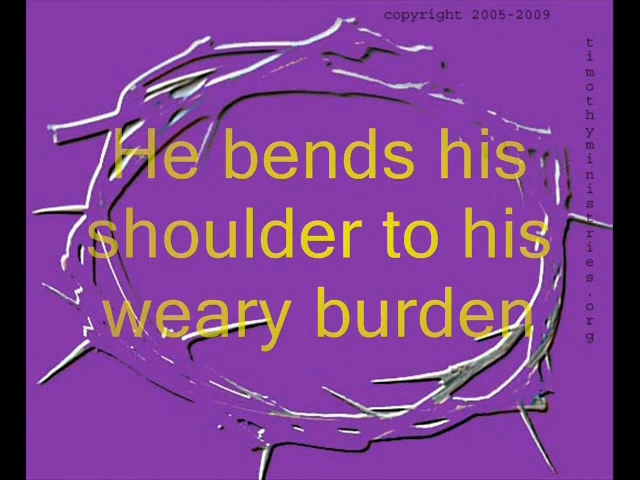 copyright 2005-2009
He bends his
shoulder to his
weary burden
timothyministries.org